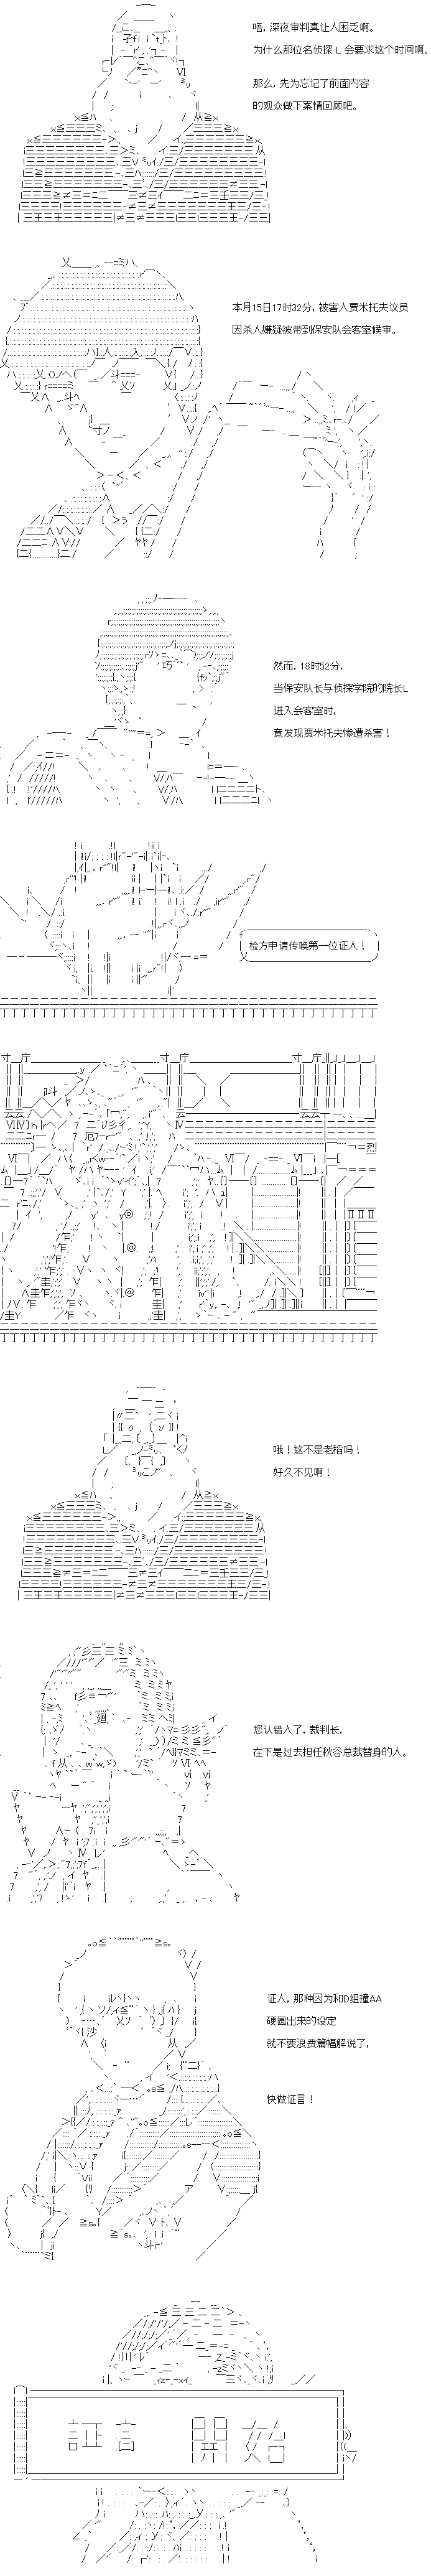 唔，深夜审判真让人困乏啊。
为什么那位名侦探 L 会要求这个时间啊。
那么，先为忘记了前面内容
的观众做下案情回顾吧。
本月15日17时32分，被害人贾米托夫议员
因杀人嫌疑被带到保安队会客室候审。
然而，18时52分，
当保安队长与侦探学院的院长L
进入会客室时，
竟发现贾米托夫惨遭杀害！
检方申请传唤第一位证人！
哦！这不是老稻吗！
好久不见啊！
您认错人了，裁判长，
在下是过去担任秋谷总裁替身的人。
证人，那种因为和D组撞AA
硬圆出来的设定
就不要浪费篇幅解说了，
快做证言！